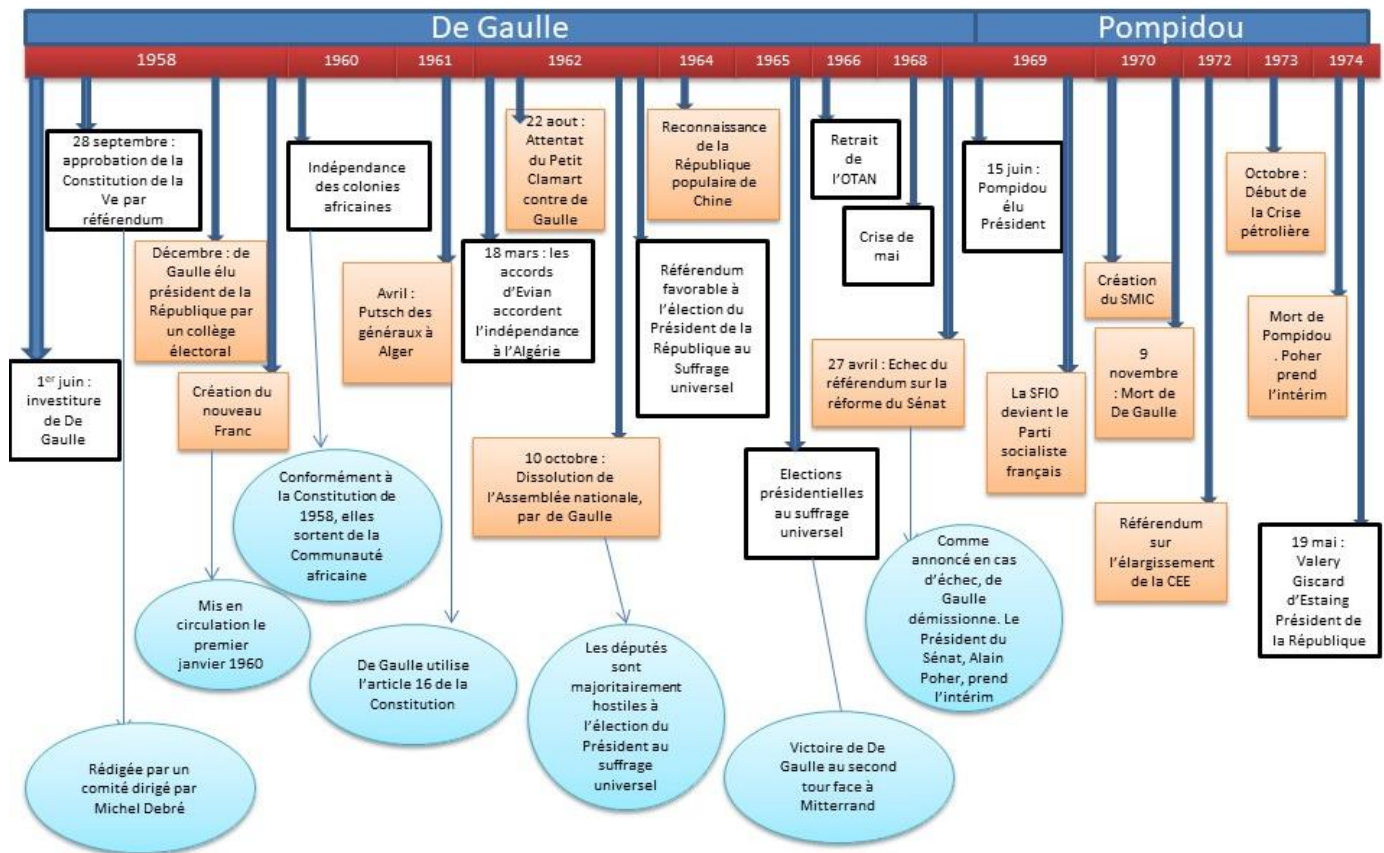 De Gaulle
Pompidou
1958
1960
1961
1962
1964
1965
1966
1968
1969
1970
1972
1973
1974
28 septembre :
approbation de la
Constitution de la
Ve par
référendum
Décembre : de
Gaulle élu
président de la
République par
un collège
électoral
1er juin :
investiture
de De
Gaulle
Création du
nouveau
Franc
Indépendance
des colonies
africaines
Avril :
Putsch des
généraux à
Alger
22 aout :
Attentat
du Petit
Clamart
contre de
Gaulle
18 mars : les
accords
d’Evian
accordent
l’indépendance
à l’Algérie
10 octobre :
Dissolution de
l’Assemblée
nationale,
par de Gaulle
Reconnaissance
de la
République
populaire de
Chine
Référendum
favorable à
l’élection du
Président de la
République au
Suffrage
universel
Elections
présidentielles
au suffrage
universel
Retrait
de
l’OTAN
Crise de
mai
27 avril : Echec du
référendum sur la
réforme du Sénat
15 juin :
Pompidou
élu
Président
La SFIO
devient le
Parti
socialiste
français
Création
du SMIC
9
novembre
: Mort de
De Gaulle
Référendum
sur
l’élargissement
de la CEE
Octobre :
Début de
la Crise
pétrolière
Mort de
Pompidou
. Poher
prend
l’intérim
19 mai :
Valery
Giscard
d’Estaing
Président
de la
République
Conformément à
la Constitution de
1958, elles
sortent de la
Communauté
africaine
Mis en
circulation le
premier
janvier 1960
De Gaulle utilise
l’article 16 de la
Constitution
Rédigée par un
comité dirigé par
Michel Debré
Les députés
sont
majoritairement
hostiles à
l’élection du
Président au
suffrage
universel
Victoire de De
Gaulle au second
tour face à
Mitterrand
Comme
annoncé en cas
d’échec, de
Gaulle
démissionne. Le
Président du
Sénat, Alain
Poher, prend
l’intérim